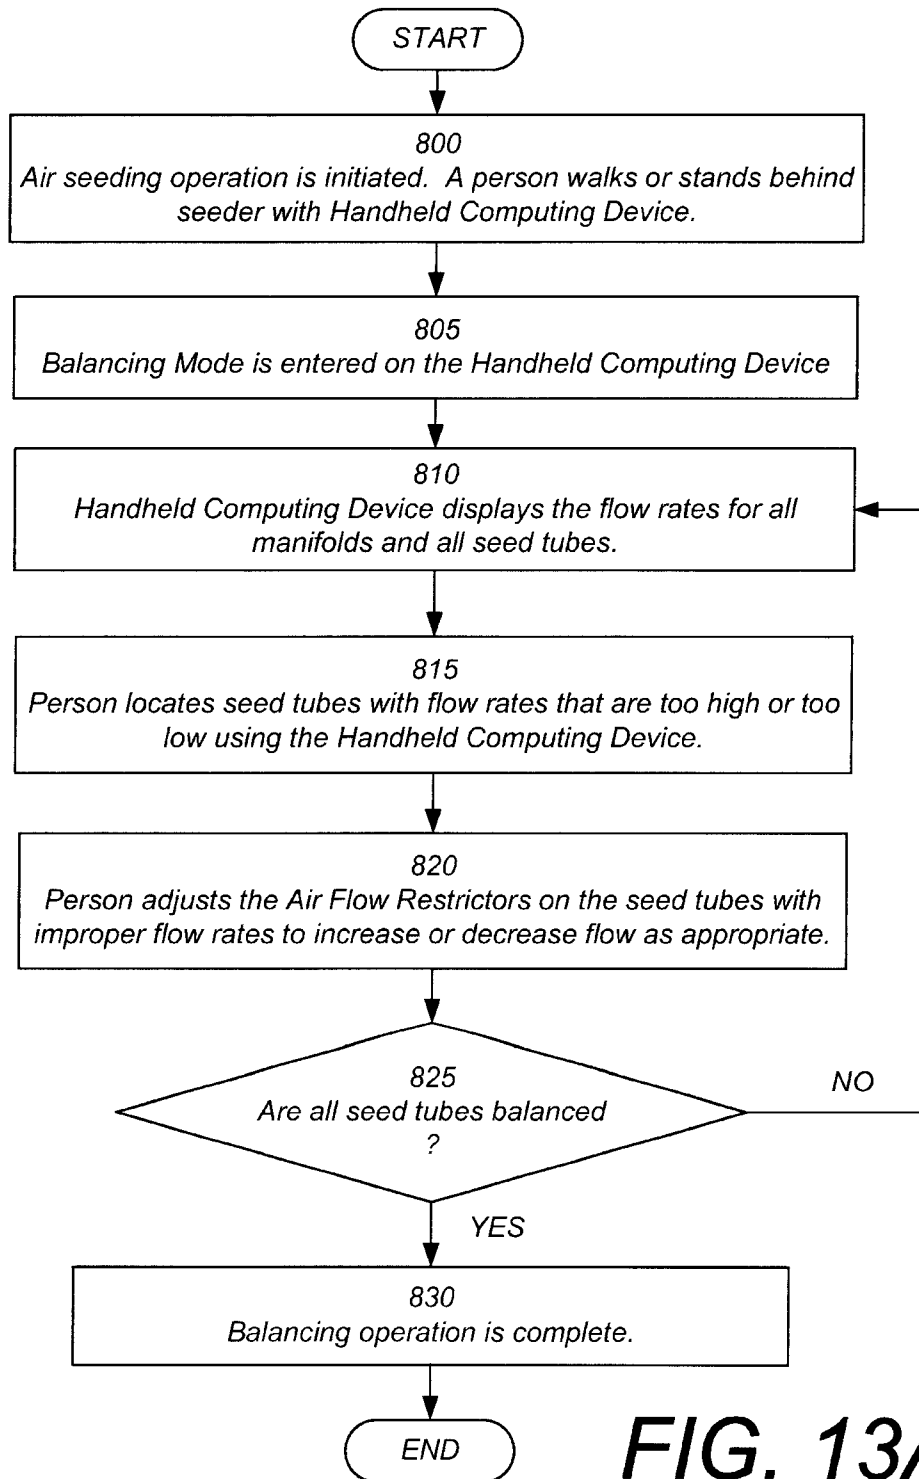 START
800
Air seeding operation is initiated. A person walks or stands behind
seeder with Handheld Computing Device.
805
Balancing Mode is entered on the Handheld Computing Device
810
Handheld Computing Device displays the flow rates for all
manifolds and all seed tubes.
815
Person locates seed tubes with flow rates that are too high or too
low using the Handheld Computing Device.
820
Person adjusts the Air Flow Restrictors on the seed tubes with
improper flow rates to increase or decrease flow as appropriate.
825
Are all seed tubes balanced
?
NO
YES
830
Balancing operation is complete.
END
FIG. 13A